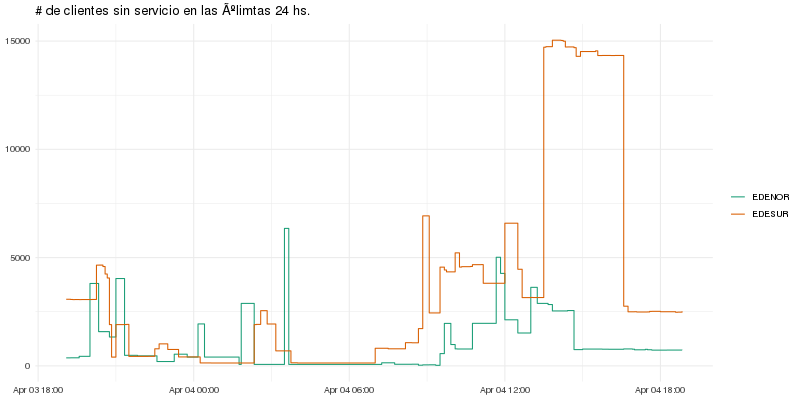 # de clientes sin servicio en las Ãºlimtas 24 hs.
15000
10000
5000
0
Apr 03 18:00 Apr 04 00:00 Apr 04 06:00 Apr 04 12:00 Apr 04 18:00
EDENOR
EDESUR